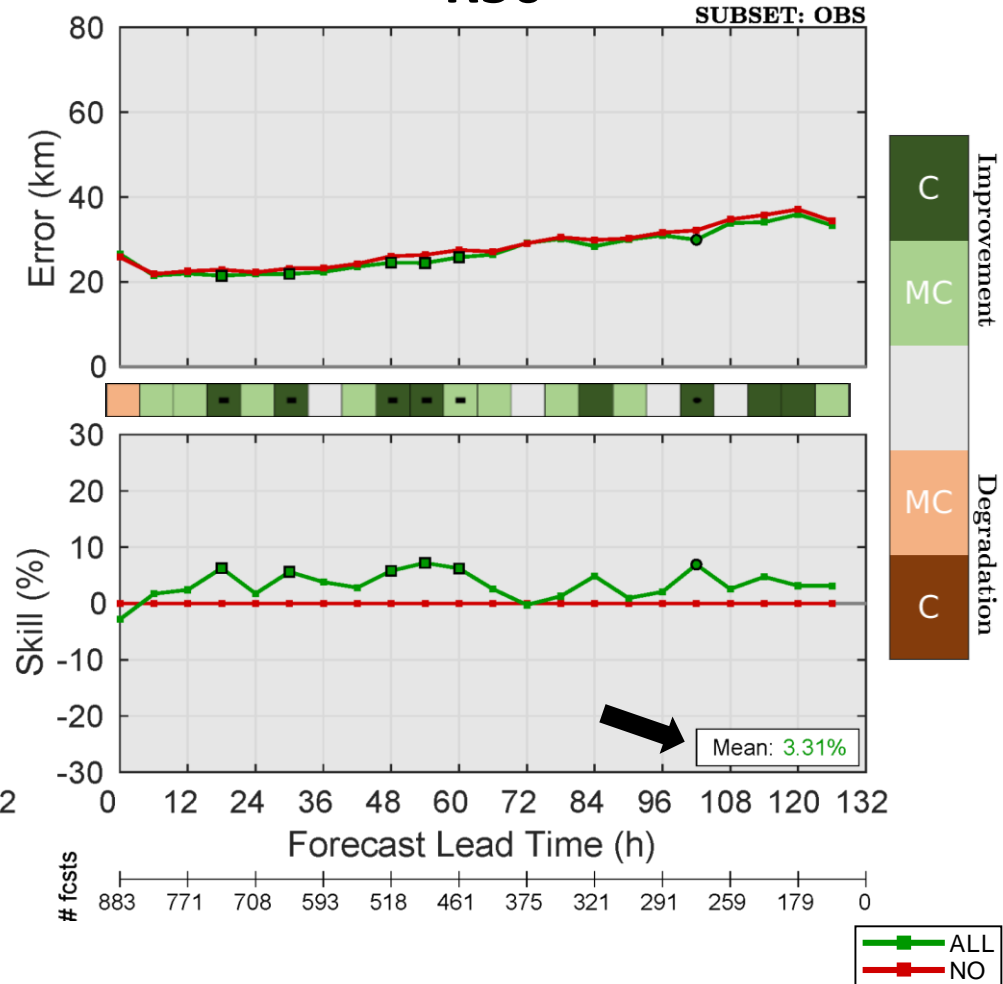 SUBSET: OBS
80
60
40
20
0
Error (km)
C
MC
MC
C
Improvement
Degradation
30
20
10
0
-10
-20
-30
Skill (%)
Mean: 3.31%
2
0 12 24 36 48 60 72 84 96 108 120 132
Forecast Lead Time (h)
# fcsts
883 771 708 593 518 461 375 321 291 259 179 0
ALL
NO